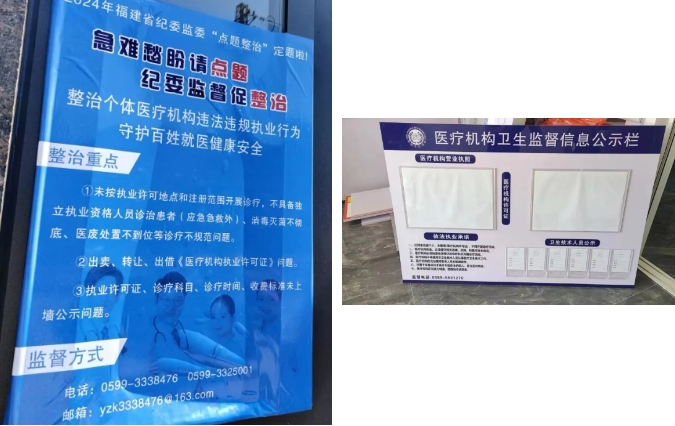 2024年福建省纪委监委“点题整治”定题啦!
急难愁盼请点题
纪委监督促整治
整治个体医疗机构违法违规执业行为
守护百姓就医健康安全
整治重点
①未按执业许可地点和注册范围开展诊疗,不具备独
立执业资格人员诊治患者(应急急救外)、消毒灭菌不彻
底、医废处置不到位等诊疗不规范问题。
②出卖、转让、出借《医疗机构执业许可证》问题。
③执业许可证、诊疗科目、诊疗时间、收费标准未上
墙公示问题。
监督方式
电话:0599-3338476 0599-3325001
邮箱:yzk3338476@163.com
医疗机构卫生监督信息公示栏
医疗机构营业执照
医疗机构许可证
依法执业承诺
卫生技术人员公示